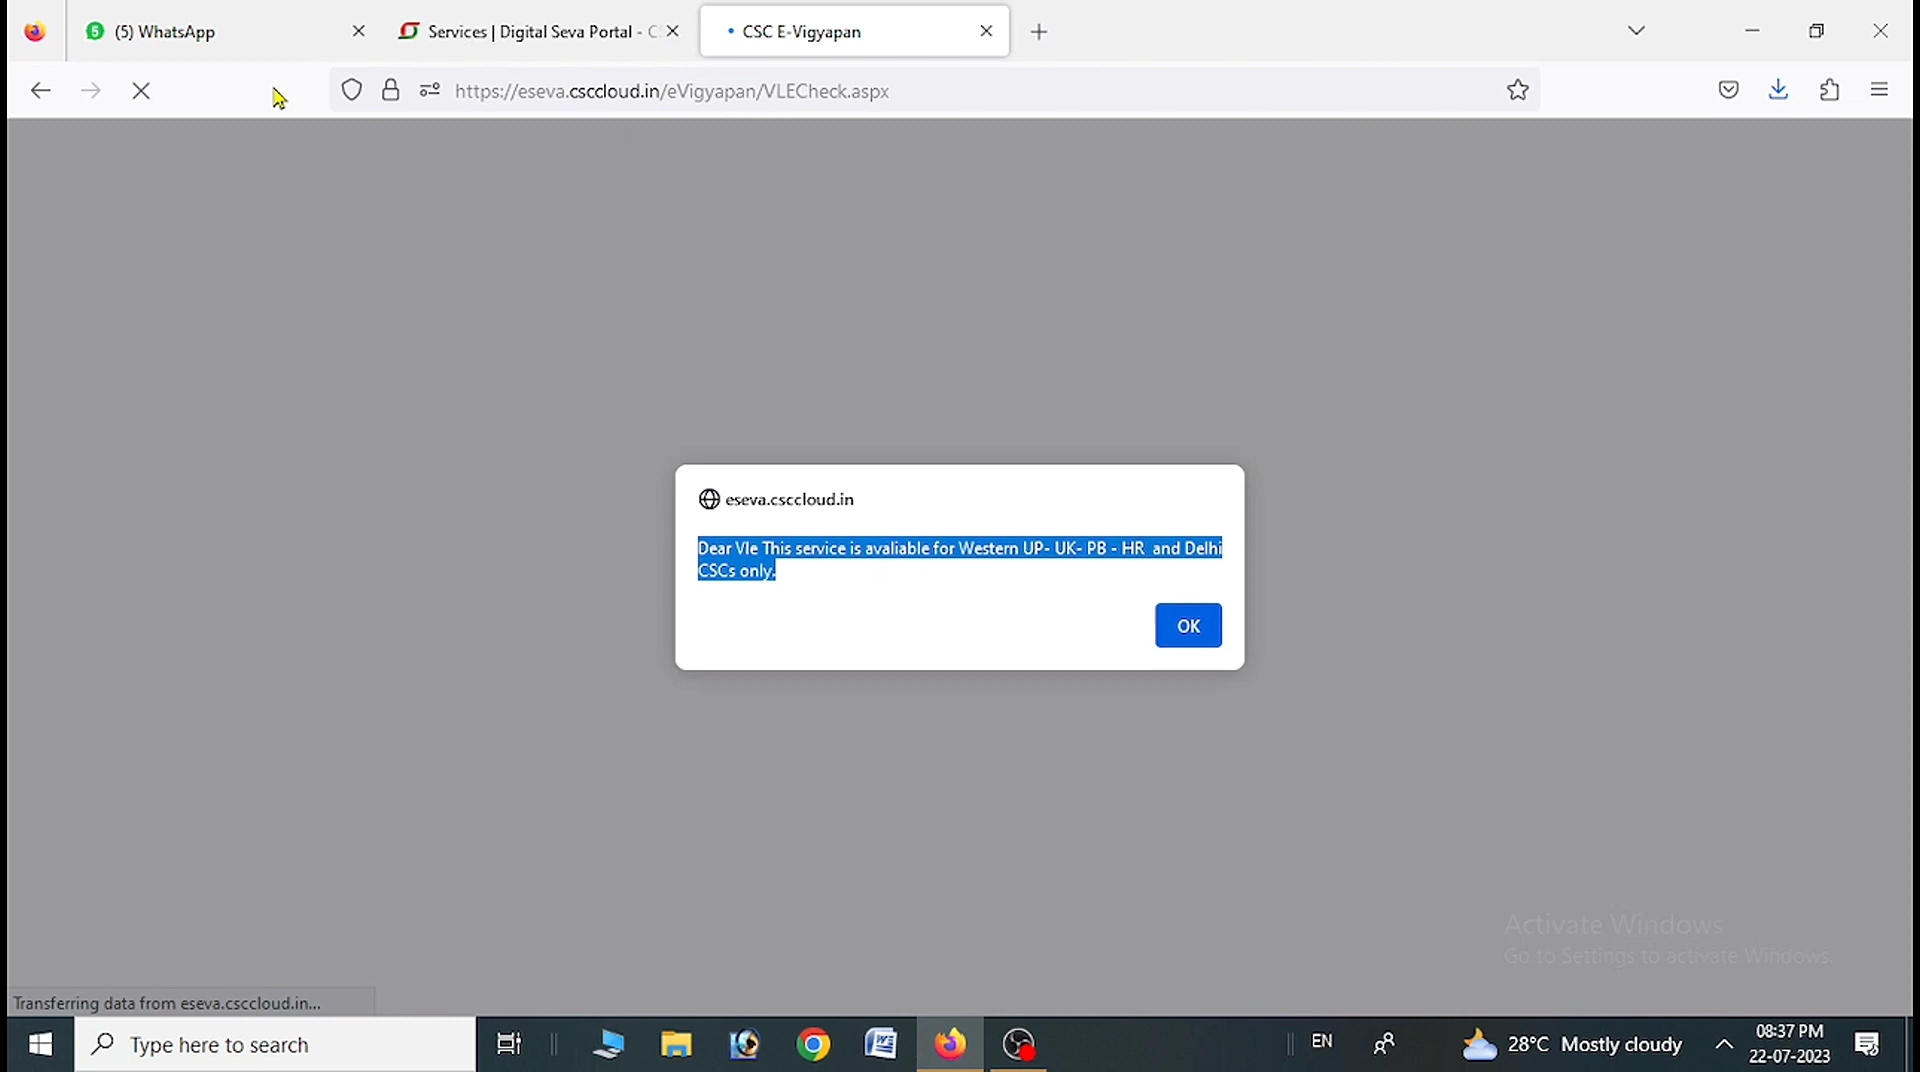 5 (5) WhatsApp
Services | Digital Seva Portal - C
CSC E-Vigyapan
https://eseva.csccloud.in/eVigyapan/VLECheck.aspx
eseva.csccloud.in
Dear Vle This service is avaliable for Western UP- UK- PB - HR and Delhi
CSCs only.
OK
Activate Windows
Go to Settings to activate Windows.
Transferring data from eseva.csccloud.in...
Type here to search
EN
28°C Mostly cloudy
08:37 PM
22-07-2023